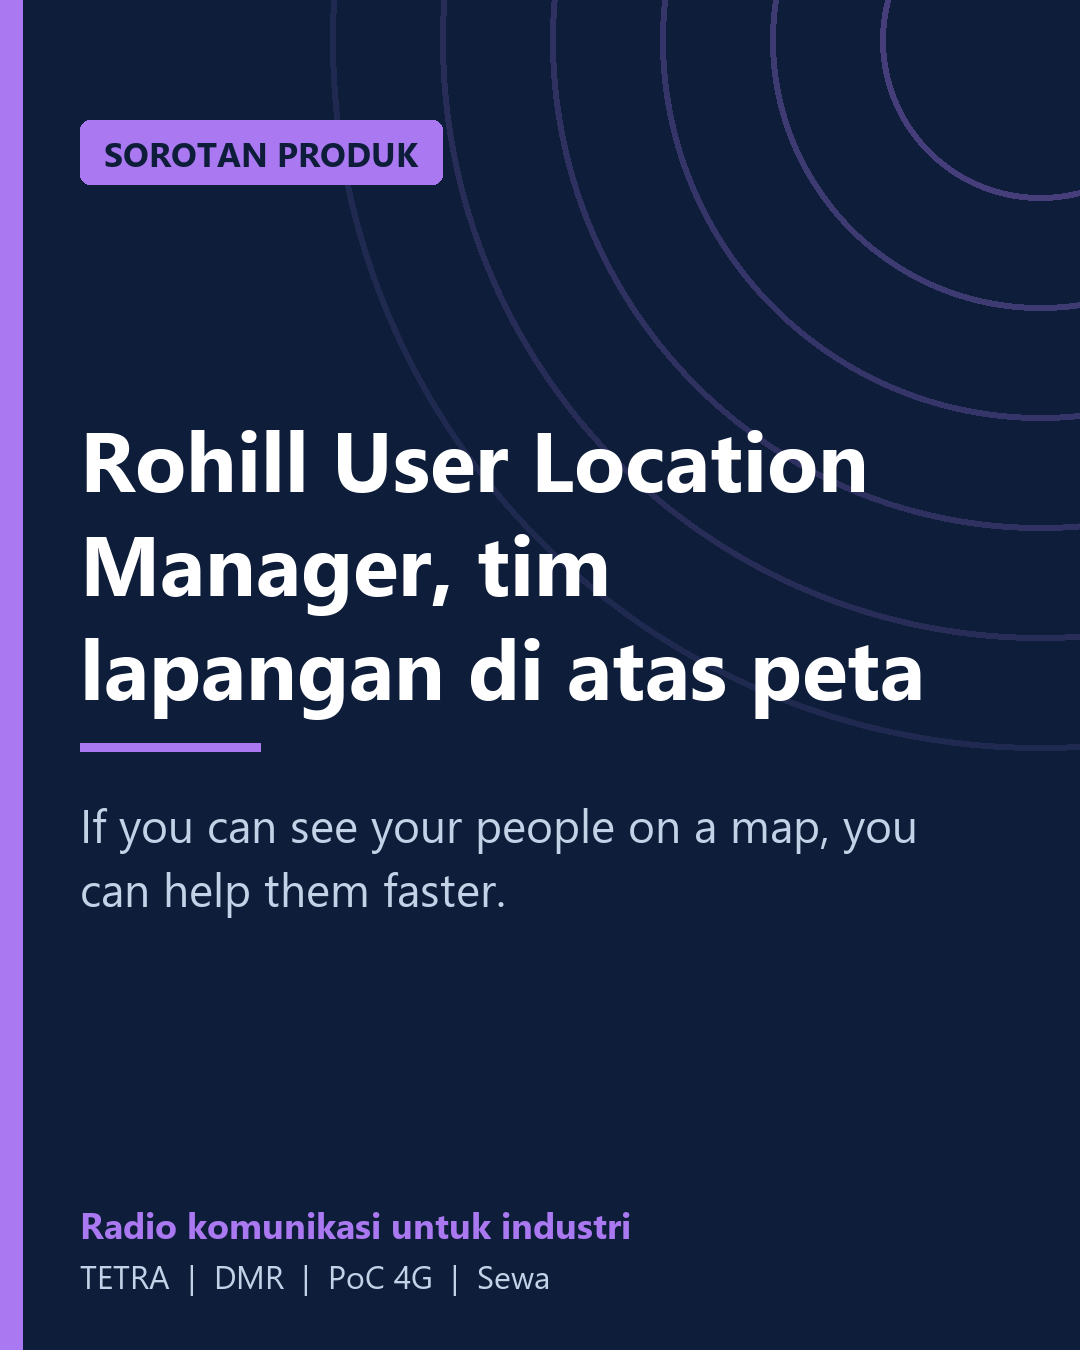 SOROTAN PRODUK
Rohill User Location
Manager, tim
lapangan di atas peta
If you can see your people on a map, you
can help them faster.
Radio komunikasi untuk industri
TETRA | DMR | PoC 4G | Sewa